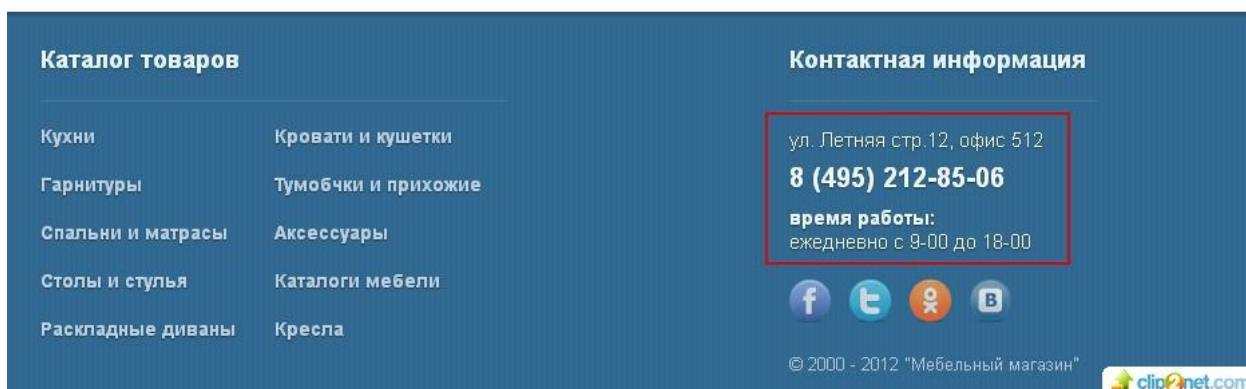 Каталог товаров
Кухни
Гарнитуры
Спальни и матрасы
Столы и стулья
Раскладные диваны
Кровати и кушетки
Тумобчки и прихожие
Аксессуары
Каталоги мебели
Кресла
Контактная информация
ул. Летняя стр.12, офис 512
8 (495) 212-85-06
время работы:
ежедневно с 9-00 до 18-00
f t B
© 2000 - 2012 "Мебельный магазин"
clip2net.com